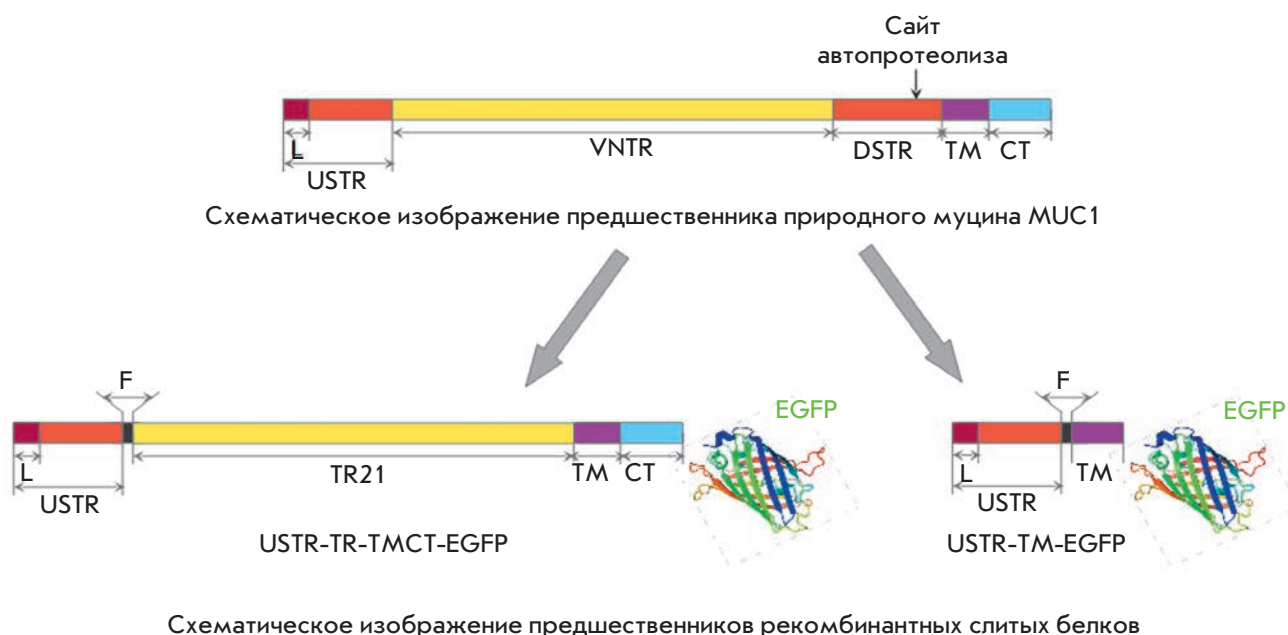 Сайт
автопротеолиза
L
VNTR
DSTR
TM
CT
USTR
Схематическое изображение предшественника природного муцина MUC1
F
EGFP
L
TR21
TM
CT
USTR
USTR-TR-TMCT-EGFP
F
EGFP
L
TM
USTR
USTR-TM-EGFP
Схематическое изображение предшественников рекомбинантных слитых белков